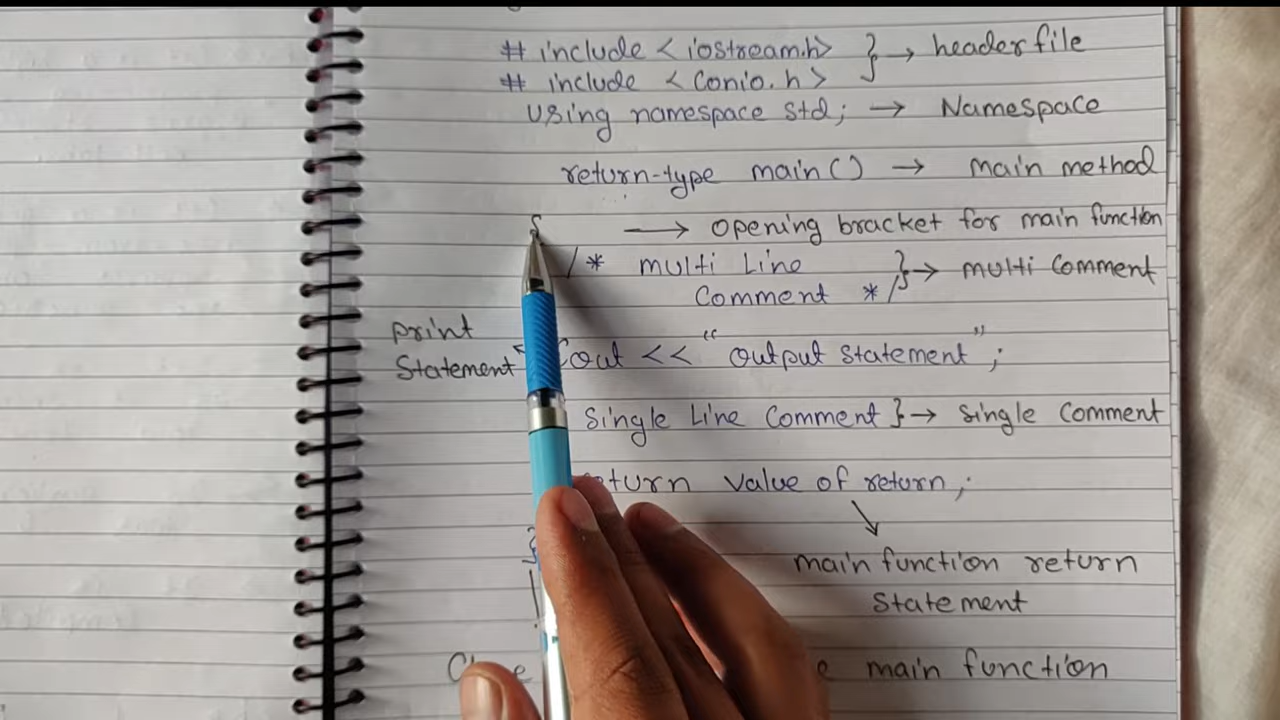 # include <iostream.h> } → header file
# include <conio.h>
using namespace std; → Namespace
return-type main() → main method
{ → opening bracket for main function
/* multi Line } → multi Comment
Comment */
print
Statement
Cout << "output statement";
Single Line Comment } → Single Comment
value of return;
}
main function return
Statement
main function